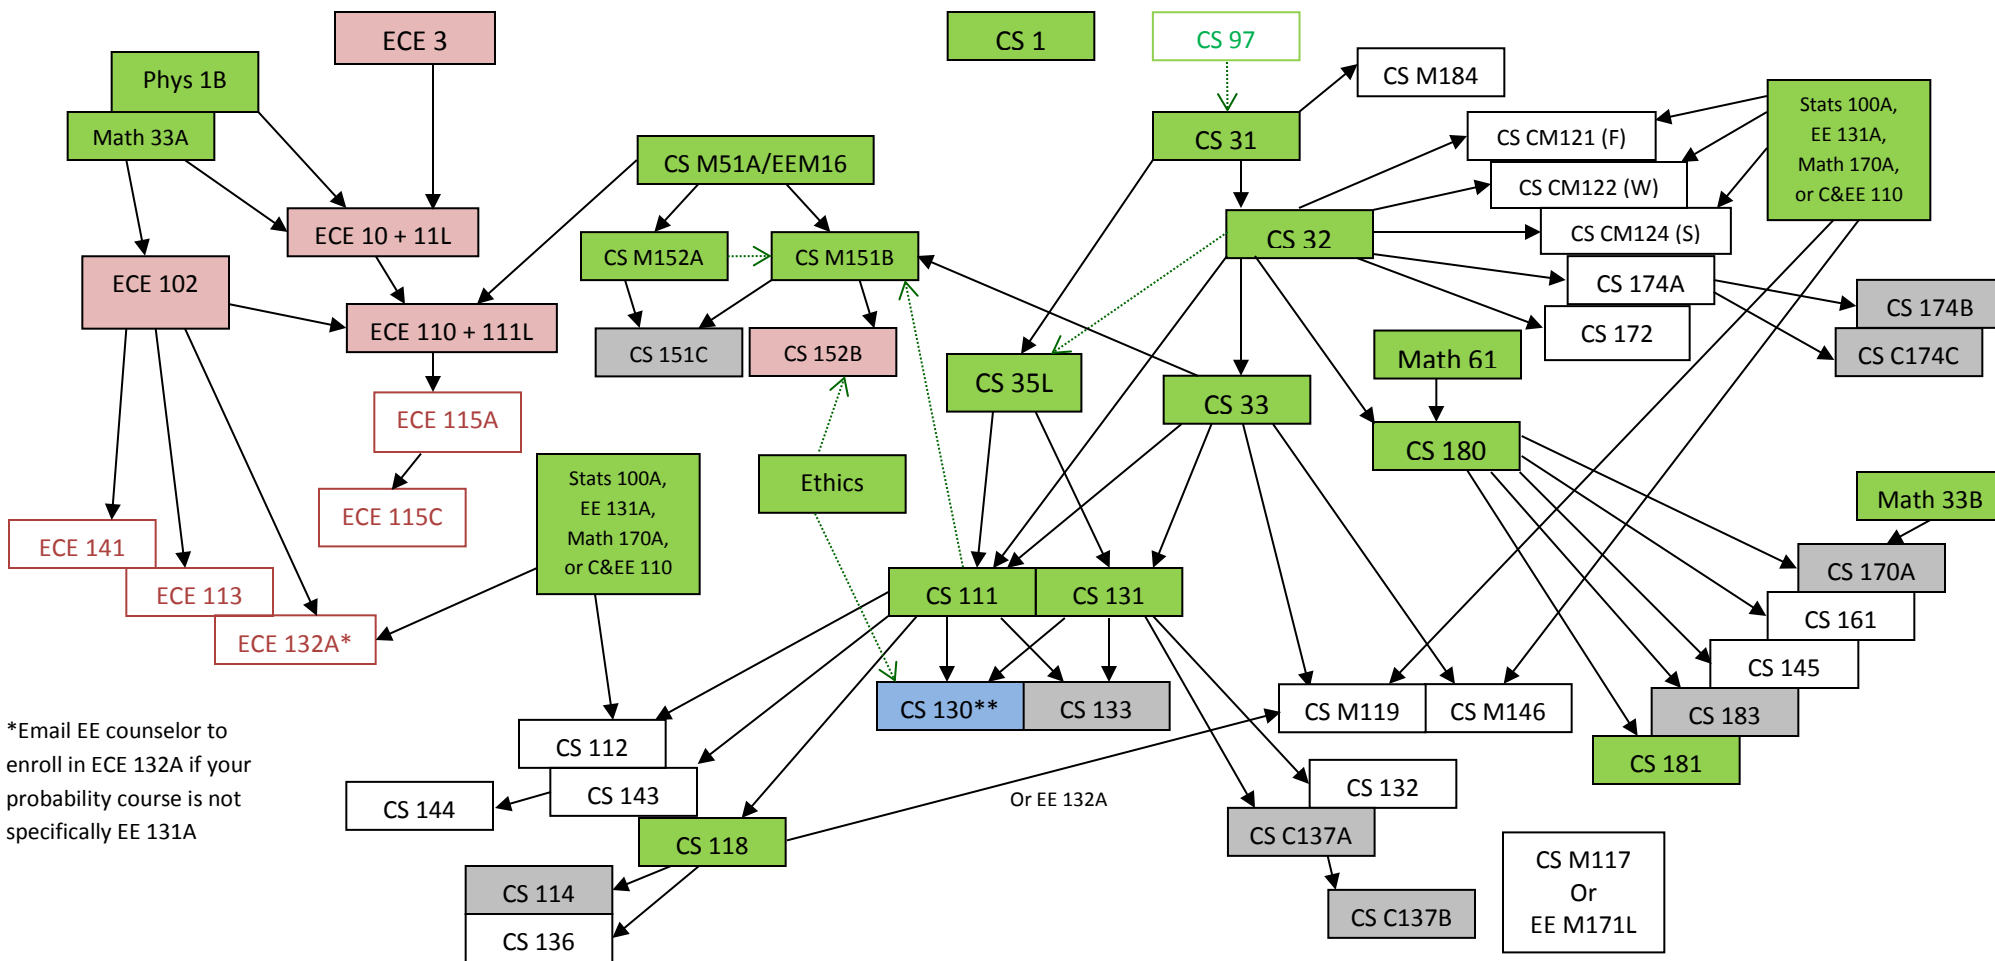 ECE 3
CS 1
CS 97
Phys 1B
Math 33A
CS M184
Stats 100A,
EE 131A,
Math 170A,
or C&EE 110
CS 31
CS CM121 (F)
CS M51A/EEM16
CS CM122 (W)
CS CM124 (S)
ECE 10 + 11L
CS M152A
CS M151B
CS 32
CS 174A
ECE 102
CS 174B
ECE 110 + 111L
CS 151C
CS 152B
CS 172
CS C174C
Math 61
CS 35L
CS 33
ECE 115A
CS 180
Stats 100A,
EE 131A,
Math 170A,
or C&EE 110
Ethics
Math 33B
ECE 115C
ECE 141
CS 170A
ECE 113
CS 111
CS 131
CS 161
ECE 132A*
CS 145
CS 130**
CS 133
CS M119
CS M146
CS 183
*Email EE counselor to
enroll in ECE 132A if your
probability course is not
specifically EE 131A
CS 112
CS 181
CS 144
CS 143
Or EE 132A
CS 132
CS 118
CS C137A
CS M117
Or
EE M171L
CS 114
CS C137B
CS 136